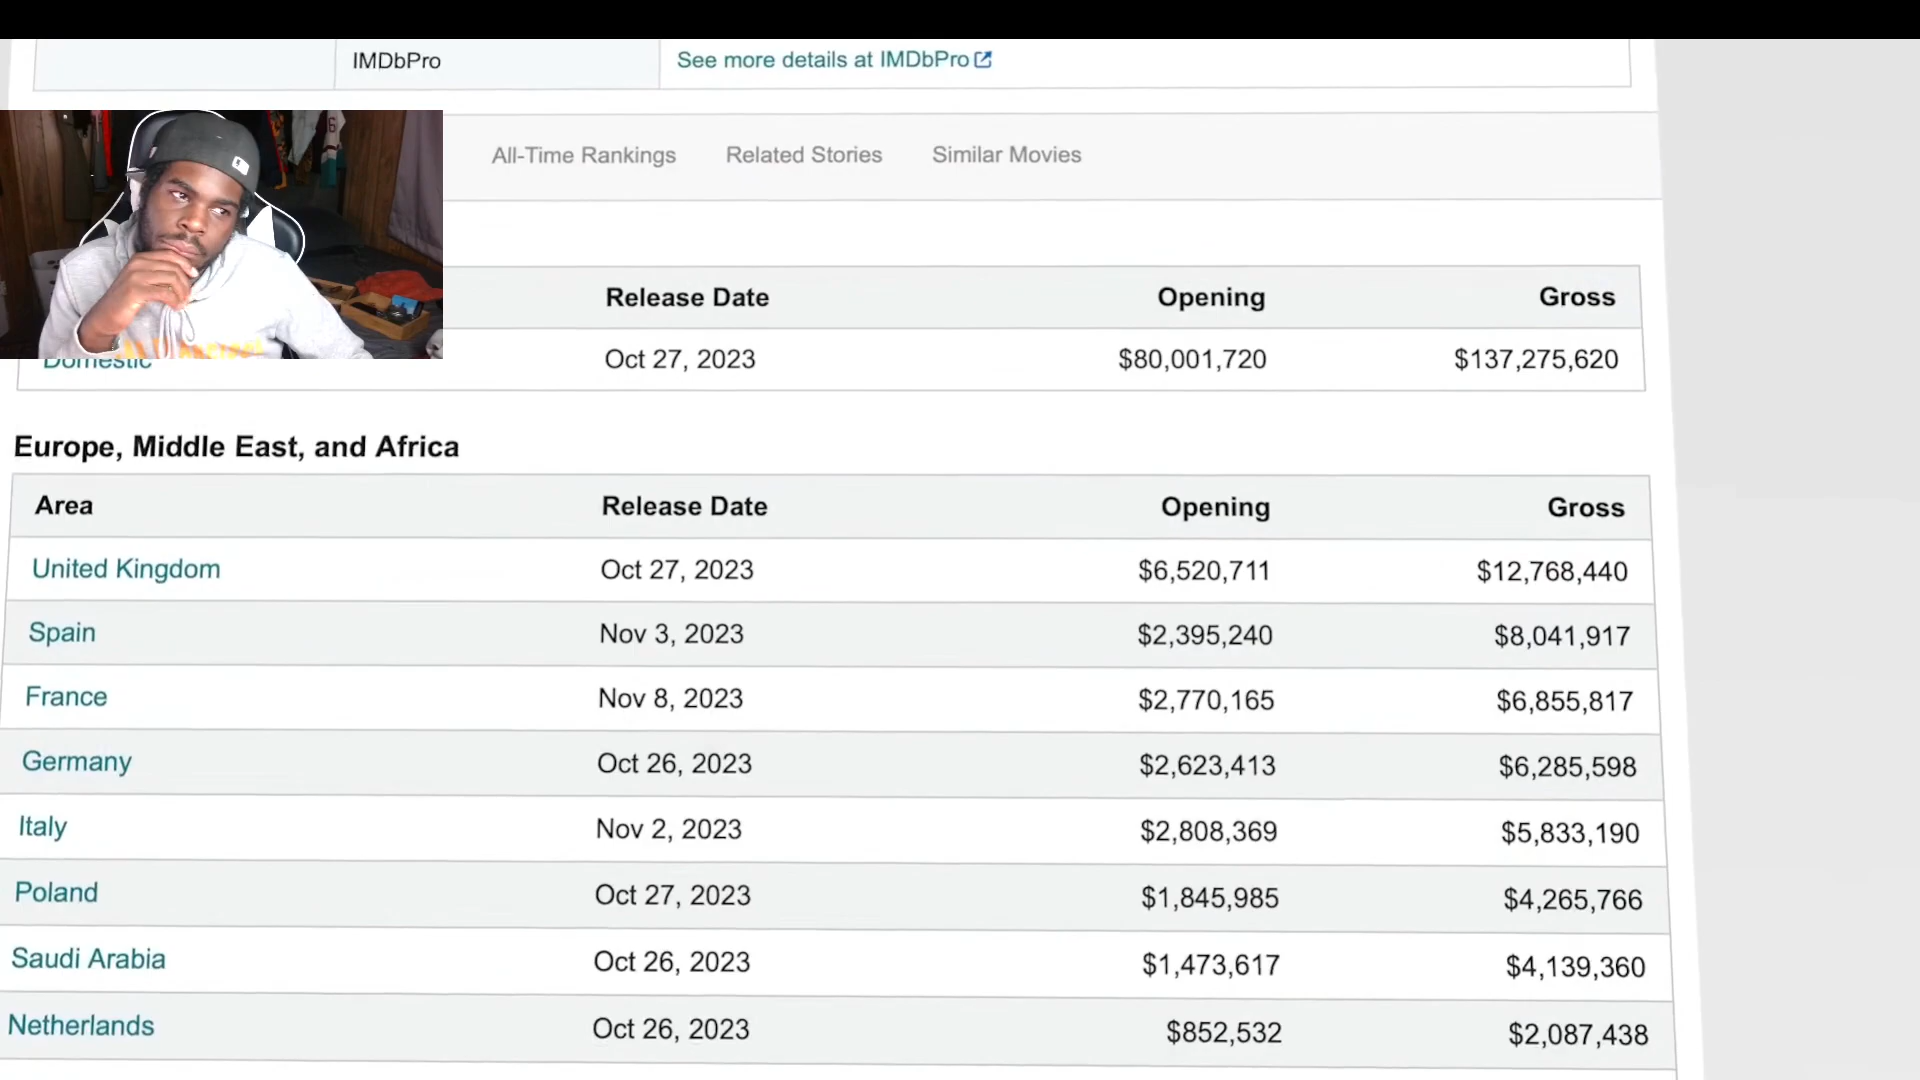 IMDbPro See more details at IMDbPro
All-Time Rankings Related Stories Similar Movies
Release Date Opening Gross
Domestic Oct 27, 2023 $80,001,720 $137,275,620
Europe, Middle East, and Africa
Area Release Date Opening Gross
United Kingdom Oct 27, 2023 $6,520,711 $12,768,440
Spain Nov 3, 2023 $2,395,240 $8,041,917
France Nov 8, 2023 $2,770,165 $6,855,817
Germany Oct 26, 2023 $2,623,413 $6,285,598
Italy Nov 2, 2023 $2,808,369 $5,833,190
Poland Oct 27, 2023 $1,845,985 $4,265,766
Saudi Arabia Oct 26, 2023 $1,473,617 $4,139,360
Netherlands Oct 26, 2023 $852,532 $2,087,438